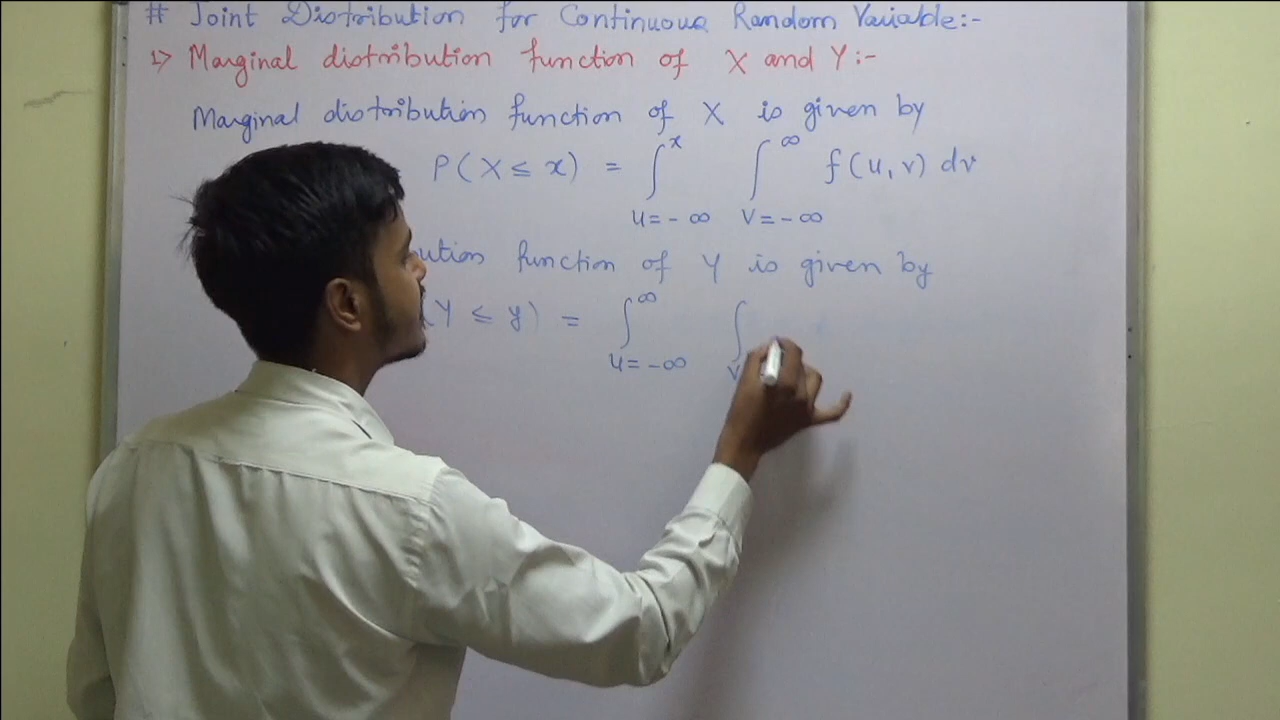 # Joint Distribution for Continuous Random Variable:-
1) Marginal distribution function of X and Y:-
Marginal distribution function of X is given by
P(X ≤ x) = ∫_{u=-∞}^{x} ∫_{v=-∞}^{∞} f(u,v) dv
function of Y is given by
(Y ≤ y) = ∫_{u=-∞}^{∞} ∫_{v